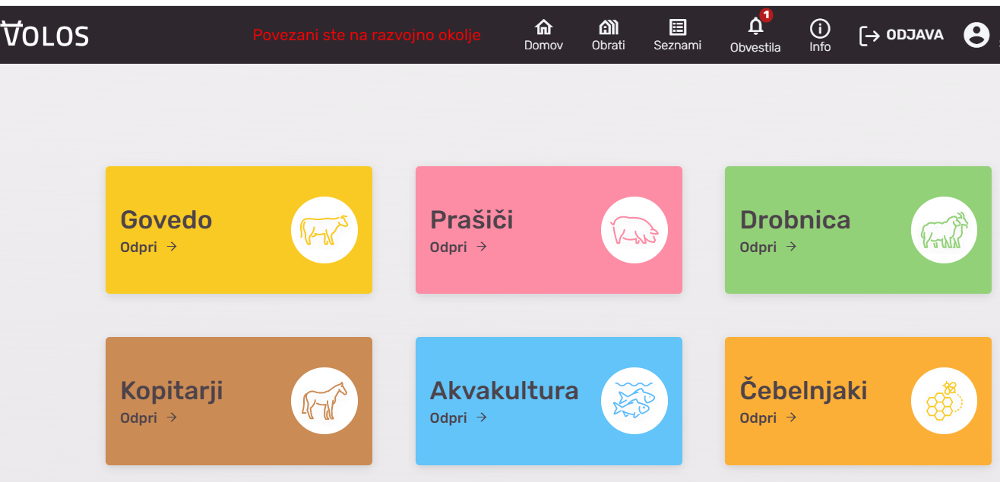 VOLOS
Povezani ste na razvojno okolje
Domov
Obrati
Seznami
1
Obvestila
Info
ODJAVA
Govedo
Odpri
Prašiči
Odpri
Drobnica
Odpri
Kopitarji
Odpri
Akvakultura
Odpri
Čebelnjaki
Odpri